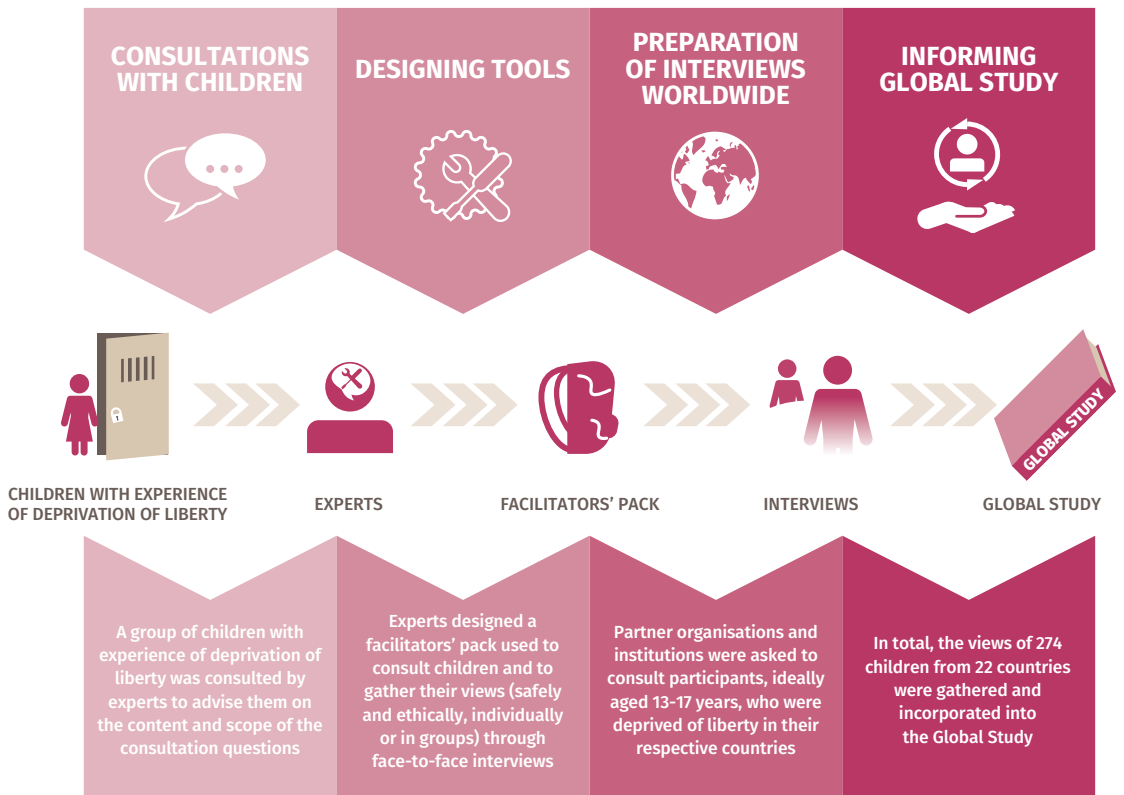 CONSULTATIONS
WITH CHILDREN
DESIGNING TOOLS
PREPARATION
OF INTERVIEWS
WORLDWIDE
INFORMING
GLOBAL STUDY
GLOBAL STUDY
CHILDREN WITH EXPERIENCE
OF DEPRIVATION OF LIBERTY
EXPERTS
FACILITATORS’ PACK
INTERVIEWS
GLOBAL STUDY
A group of children with
experience of deprivation of
liberty was consulted by
experts to advise them on
the content and scope of the
consultation questions
Experts designed a
facilitators’ pack used to
consult children and to
gather their views (safely
and ethically, individually
or in groups) through
face-to-face interviews
Partner organisations and
institutions were asked to
consult participants, ideally
aged 13-17 years, who were
deprived of liberty in their
respective countries
In total, the views of 274
children from 22 countries
were gathered and
incorporated into
the Global Study